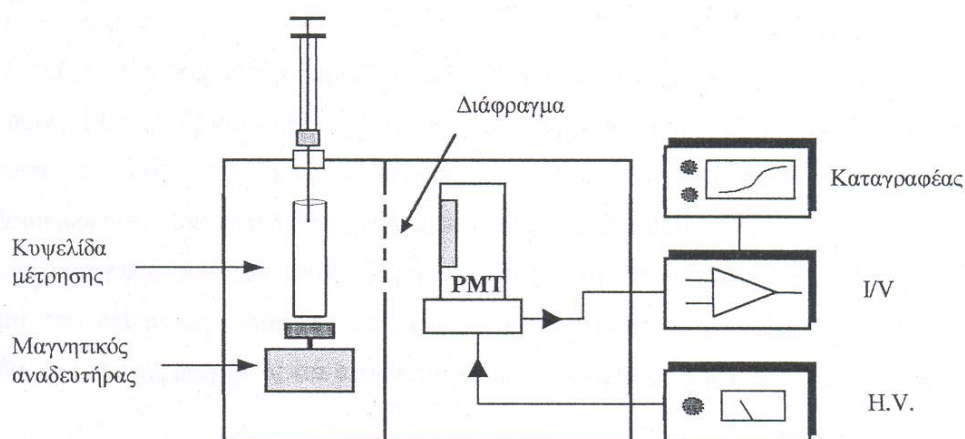 Διάφραγμα
Καταγραφέας
Κυψελίδα
μέτρησης
PMT
I/V
Μαγνητικός
αναδευτήρας
H.V.